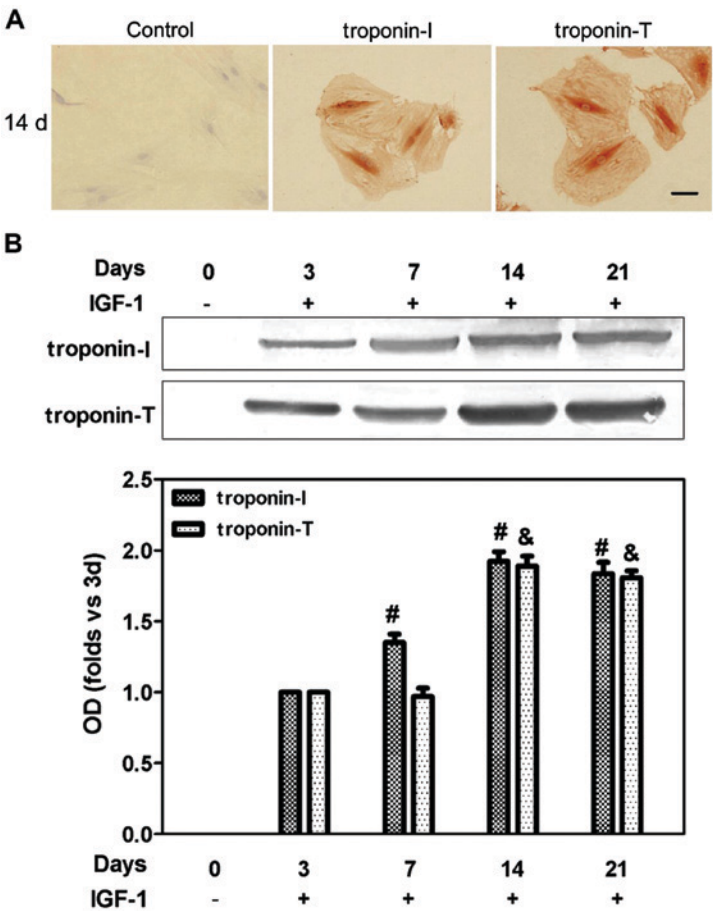 A
Control troponin-I troponin-T
14 d
B
Days 0 3 7 14 21
IGF-1 - + + + +
troponin-I
troponin-T
2.5
2.0
1.5
1.0
0.5
0.0
OD (folds vs 3d)
troponin-I
troponin-T
# # & # &
Days 0 3 7 14 21
IGF-1 - + + + +